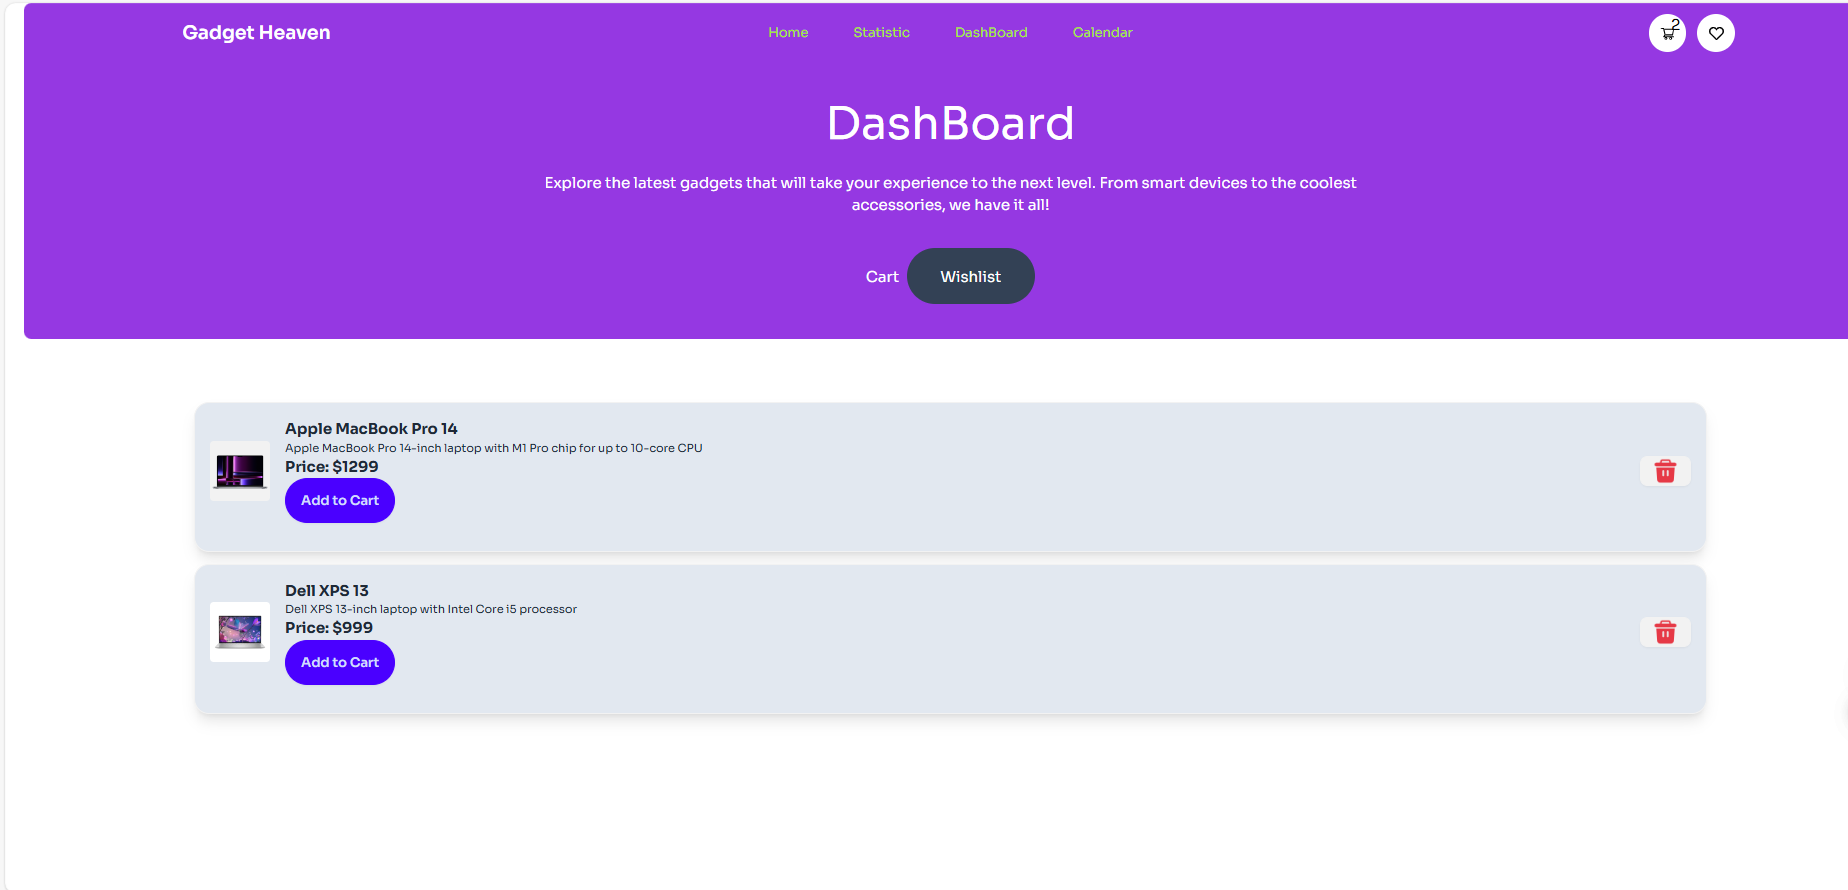 Gadget Heaven
Home
Statistic
DashBoard
Calendar
2
DashBoard
Explore the latest gadgets that will take your experience to the next level. From smart devices to the coolest
accessories, we have it all!
Cart
Wishlist
Apple MacBook Pro 14
Apple MacBook Pro 14-inch laptop with M1 Pro chip for up to 10-core CPU
Price: $1299
Add to Cart
Dell XPS 13
Dell XPS 13-inch laptop with Intel Core i5 processor
Price: $999
Add to Cart